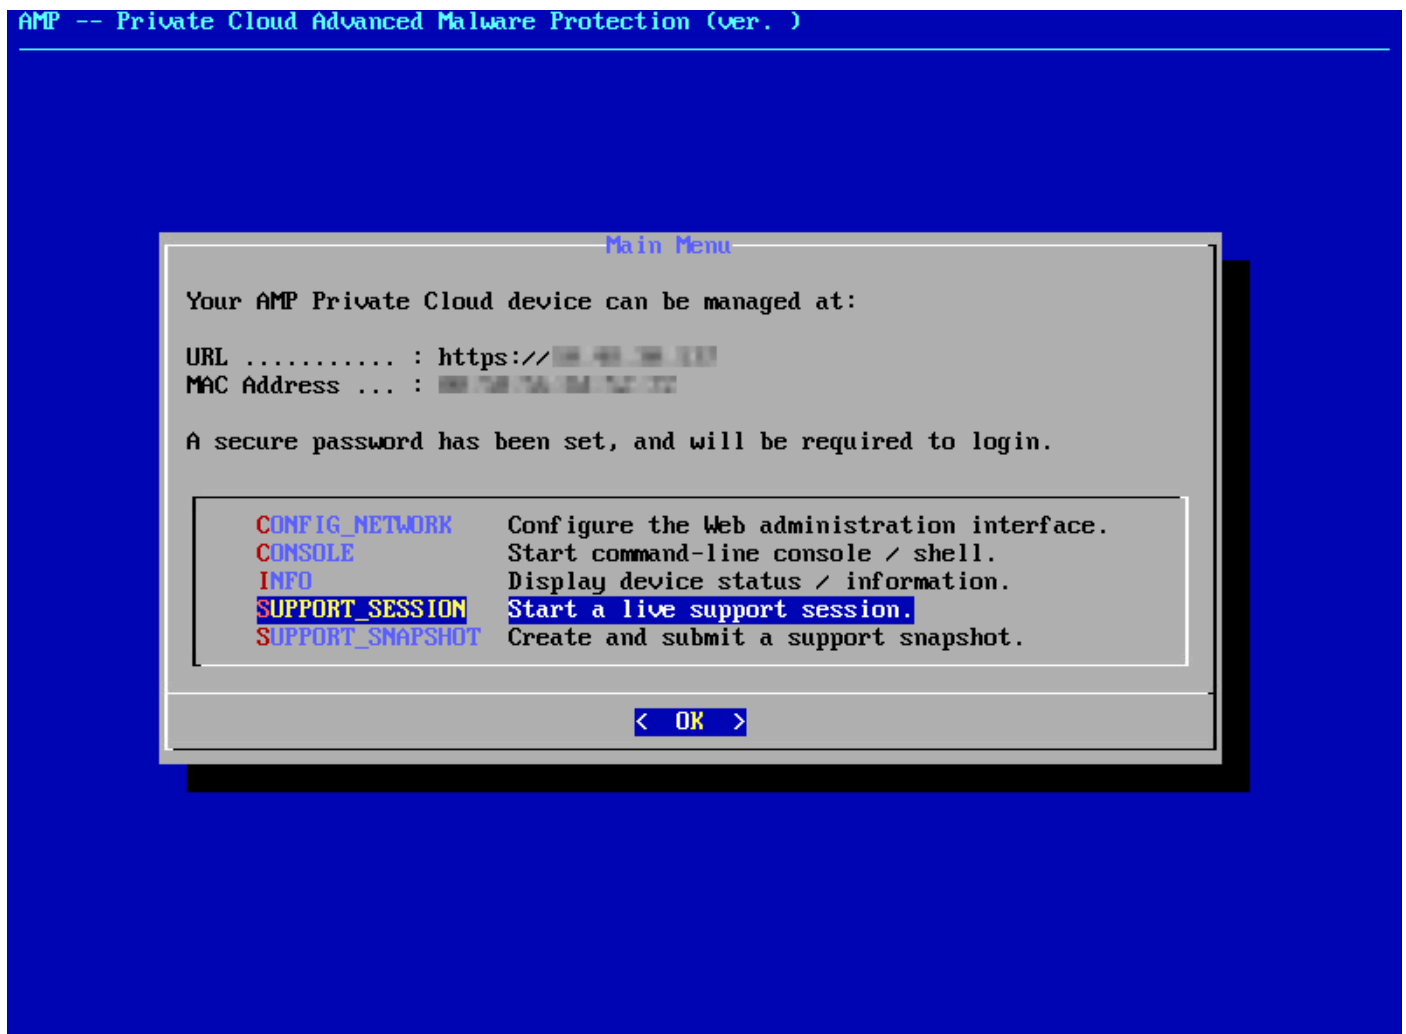 AMP -- Private Cloud Advanced Malware Protection (ver. )
Main Menu
Your AMP Private Cloud device can be managed at:
URL ........... : https://
MAC Address ... :
A secure password has been set, and will be required to login.
CONFIG_NETWORK Configure the Web administration interface.
CONSOLE Start command-line console / shell.
INFO Display device status / information.
SUPPORT_SESSION Start a live support session.
SUPPORT_SNAPSHOT Create and submit a support snapshot.
< OK >